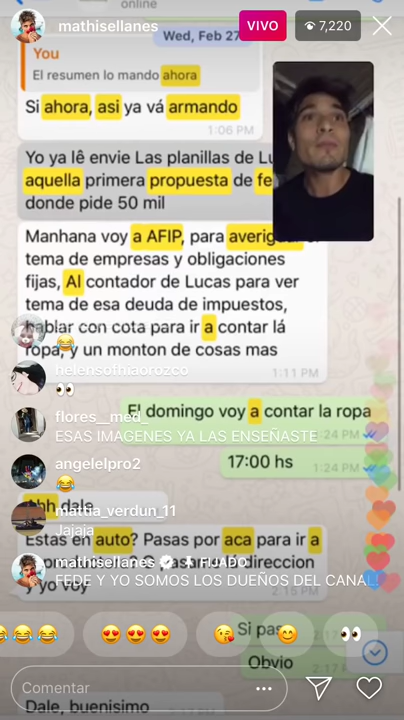 online
mathisellanes
VIVO
7,220
Wed, Feb 27
You
El resumen lo mando ahora
Si ahora, asi ya vá armando
1:06 PM
Yo ya lê envie Las planillas de Lu
aquella primera propuesta de fe
donde pide 50 mil
Manhana voy a AFIP, para
tema de empresas y obligaciones
fijas, Al contador de Lucas para ver
tema de esa deuda de impuestos,
hablar con cota para ir a contar lá
ropa, y un monton de cosas mas
1:11 PM
helensofhiaorozco
👀
El domingo voy a contar la ropa
flores__med_
ESAS IMAGENES YA LAS ENSEÑASTE
:24 PM
17:00 hs
1:24 PM
angelelpro2
😂
dale
mattia_verdun_11
Jajaja
Estas en auto? Pasas por aca para ir a
mathisellanes FIJADO
direccion
FEDE Y YO SOMOS LOS DUEÑOS DEL CANAL!
y yo voy
2:15 PM
Si pas
Obvio
Comentar
Dale, buenisimo